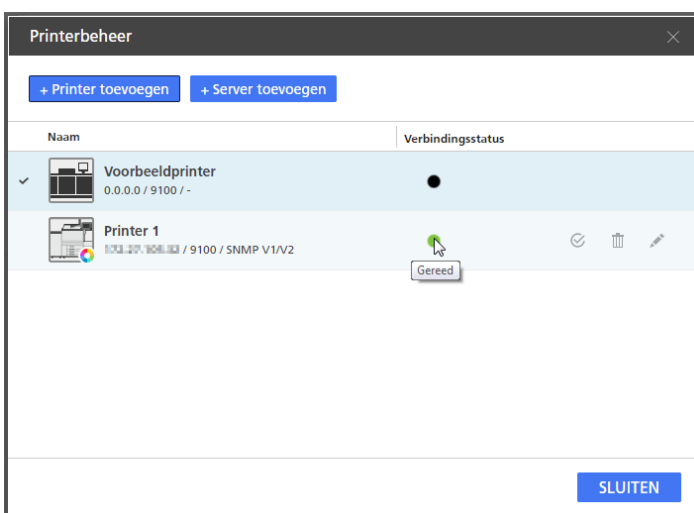 Printerbeheer
+ Printer toevoegen
+ Server toevoegen
Naam
Verbindingsstatus
Voorbeeldprinter
0.0.0.0 / 9100 / -
Printer 1
/ 9100 / SNMP V1/V2
Gereed
SLUITEN